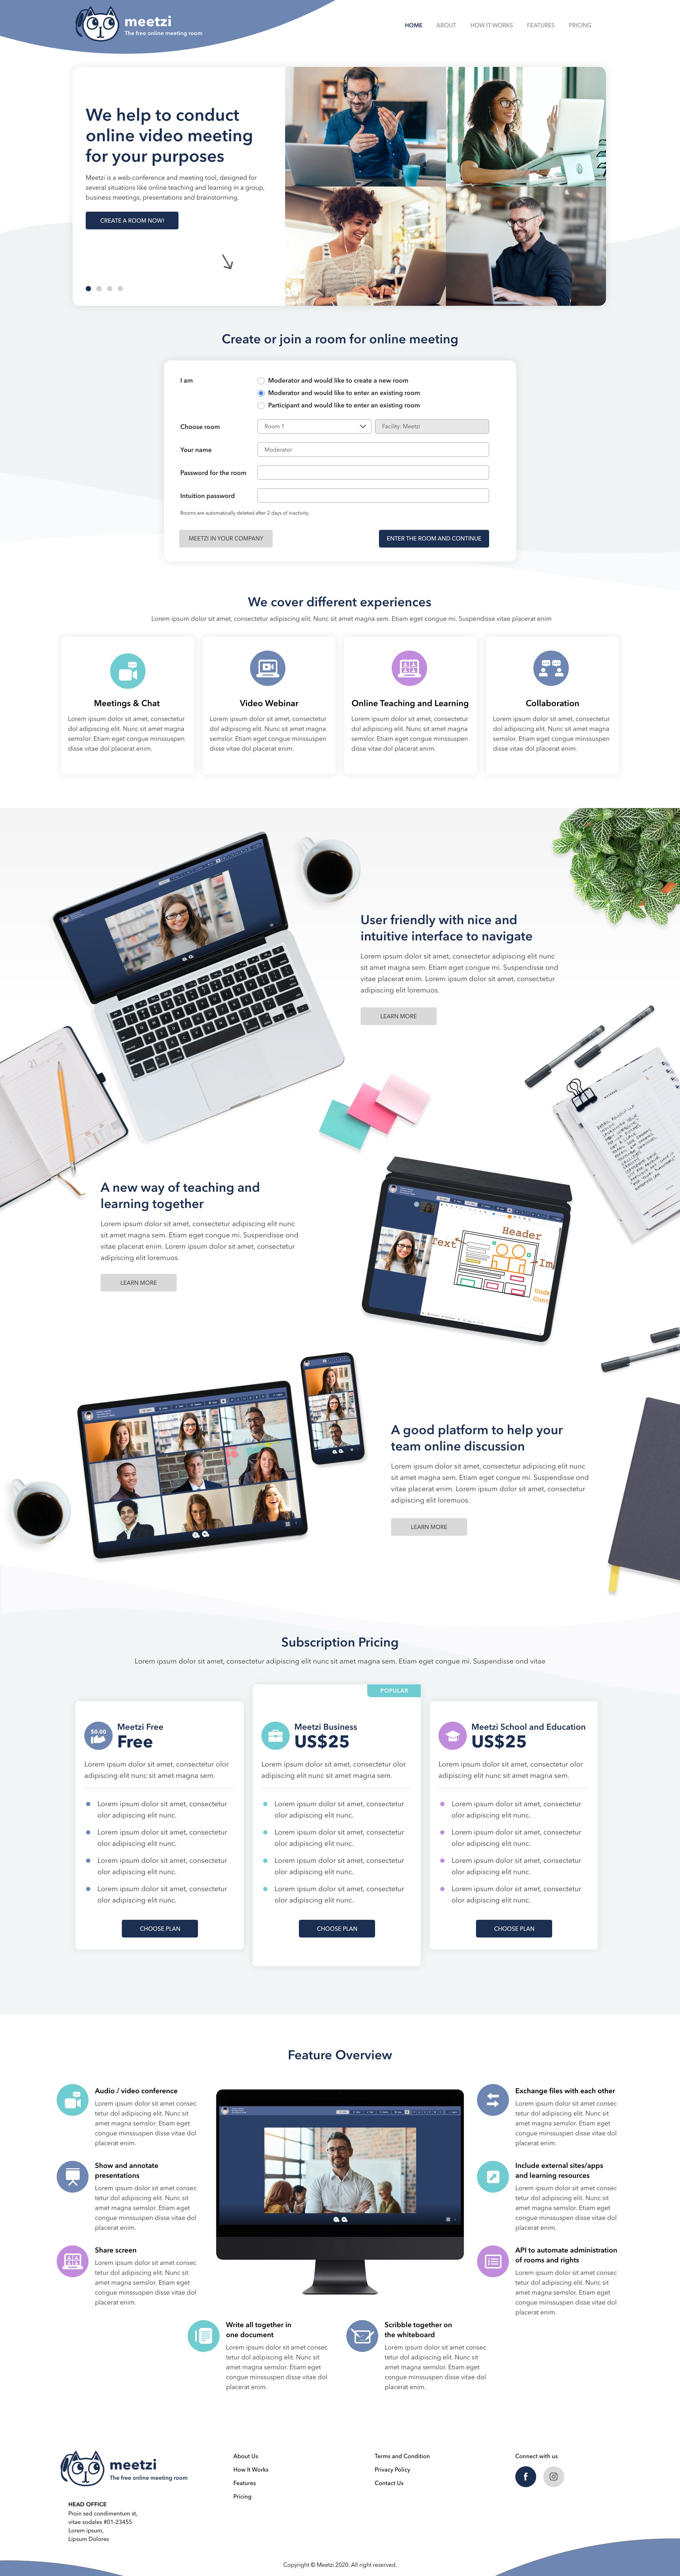 meetzi
The free online meeting room
HOME
ABOUT
HOW IT WORKS
FEATURES
PRICING
We help to conduct
online video meeting
for your purposes
Meetzi is a web-conference and meeting tool, designed for
several situations like online teaching and learning in a group,
business meetings, presentations and brainstorming.
CREATE A ROOM NOW!
Create or join a room for online meeting
I am
Moderator and would like to create a new room
Moderator and would like to enter an existing room
Participant and would like to enter an existing room
Choose room
Room 1
Facility: Meetzi
Your name
Moderator
Password for the room
Intuition password
Rooms are automatically deleted after 2 days of inactivity.
MEETZI IN YOUR COMPANY
ENTER THE ROOM AND CONTINUE
We cover different experiences
Lorem ipsum dolor sit amet, consectetur adipiscing elit. Nunc sit amet magna sem. Etiam eget congue mi. Suspendisse vitae placerat enim
Meetings & Chat
Lorem ipsum dolor sit amet, consectetur
dol adipiscing elit. Nunc sit amet magna
semslor. Etiam eget congue minssuspen
disse vitae dol placerat enim.
Video Webinar
Lorem ipsum dolor sit amet, consectetur
dol adipiscing elit. Nunc sit amet magna
semslor. Etiam eget congue minssuspen
disse vitae dol placerat enim.
Online Teaching and Learning
Lorem ipsum dolor sit amet, consectetur
dol adipiscing elit. Nunc sit amet magna
semslor. Etiam eget congue minssuspen
disse vitae dol placerat enim.
Collaboration
Lorem ipsum dolor sit amet, consectetur
dol adipiscing elit. Nunc sit amet magna
semslor. Etiam eget congue minssuspen
disse vitae dol placerat enim.
User friendly with nice and
intuitive interface to navigate
Lorem ipsum dolor sit amet, consectetur adipiscing elit nunc
sit amet magna sem. Etiam eget congue mi. Suspendisse ond
vitae placerat enim. Lorem ipsum dolor sit amet, consectetur
adipiscing elit loremuos.
LEARN MORE
21
A new way of teaching and
learning together
Lorem ipsum dolor sit amet, consectetur adipiscing elit nunc
sit amet magna sem. Etiam eget congue mi. Suspendisse ond
vitae placerat enim. Lorem ipsum dolor sit amet, consectetur
adipiscing elit loremuos.
LEARN MORE
Header
Text
A good platform to help your
team online discussion
Lorem ipsum dolor sit amet, consectetur adipiscing elit nunc
sit amet magna sem. Etiam eget congue mi. Suspendisse ond
vitae placerat enim. Lorem ipsum dolor sit amet, consectetur
adipiscing elit loremuos.
LEARN MORE
Subscription Pricing
Lorem ipsum dolor sit amet, consectetur adipiscing elit nunc sit amet magna sem. Etiam eget congue mi. Suspendisse ond vitae
$0.00
Meetzi Free
Free
Lorem ipsum dolor sit amet, consectetur olor
adipiscing elit nunc sit amet magna sem.
Lorem ipsum dolor sit amet, consectetur
olor adipiscing elit nunc.
Lorem ipsum dolor sit amet, consectetur
olor adipiscing elit nunc.
Lorem ipsum dolor sit amet, consectetur
olor adipiscing elit nunc.
Lorem ipsum dolor sit amet, consectetur
olor adipiscing elit nunc.
CHOOSE PLAN
POPULAR
Meetzi Business
US$25
Lorem ipsum dolor sit amet, consectetur olor
adipiscing elit nunc sit amet magna sem.
Lorem ipsum dolor sit amet, consectetur
olor adipiscing elit nunc.
Lorem ipsum dolor sit amet, consectetur
olor adipiscing elit nunc.
Lorem ipsum dolor sit amet, consectetur
olor adipiscing elit nunc.
Lorem ipsum dolor sit amet, consectetur
olor adipiscing elit nunc.
CHOOSE PLAN
Meetzi School and Education
US$25
Lorem ipsum dolor sit amet, consectetur olor
adipiscing elit nunc sit amet magna sem.
Lorem ipsum dolor sit amet, consectetur
olor adipiscing elit nunc.
Lorem ipsum dolor sit amet, consectetur
olor adipiscing elit nunc.
Lorem ipsum dolor sit amet, consectetur
olor adipiscing elit nunc.
Lorem ipsum dolor sit amet, consectetur
olor adipiscing elit nunc.
CHOOSE PLAN
Feature Overview
Audio / video conference
Lorem ipsum dolor sit amet consec
tetur dol adipiscing elit. Nunc sit
amet magna semslor. Etiam eget
congue minssuspen disse vitae dol
placerat enim.
Show and annotate
presentations
Lorem ipsum dolor sit amet consec
tetur dol adipiscing elit. Nunc sit
amet magna semslor. Etiam eget
congue minssuspen disse vitae dol
placerat enim.
Share screen
Lorem ipsum dolor sit amet consec
tetur dol adipiscing elit. Nunc sit
amet magna semslor. Etiam eget
congue minssuspen disse vitae dol
placerat enim.
Exchange files with each other
Lorem ipsum dolor sit amet consec
tetur dol adipiscing elit. Nunc sit
amet magna semslor. Etiam eget
congue minssuspen disse vitae dol
placerat enim.
Include external sites/apps
and learning resources
Lorem ipsum dolor sit amet consec
tetur dol adipiscing elit. Nunc sit
amet magna semslor. Etiam eget
congue minssuspen disse vitae dol
placerat enim.
API to automate administration
of rooms and rights
Lorem ipsum dolor sit amet consec
tetur dol adipiscing elit. Nunc sit
amet magna semslor. Etiam eget
congue minssuspen disse vitae dol
placerat enim.
Write all together in
one document
Lorem ipsum dolor sit amet consec
tetur dol adipiscing elit. Nunc sit
amet magna semslor. Etiam eget
congue minssuspen disse vitae dol
placerat enim.
Scribble together on
the whiteboard
Lorem ipsum dolor sit amet consec
tetur dol adipiscing elit. Nunc sit
amet magna semslor. Etiam eget
congue minssuspen disse vitae dol
placerat enim.
meetzi
The free online meeting room
HEAD OFFICE
Proin sed condimentum st,
vitae sodales #01-23455
Lorem ipsum,
Lipsum Dolores
About Us
How It Works
Features
Pricing
Terms and Condition
Privacy Policy
Contact Us
Connect with us
Copyright © Meetzi 2020. All right reserved.